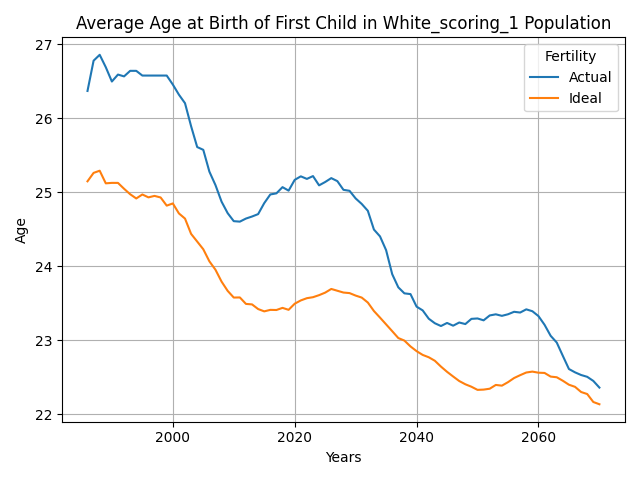 Average Age at Birth of First Child in White_scoring_1 Population
27
26
25
24
23
22
Age
2000
2020
2040
2060
Years
Fertility
Actual
Ideal